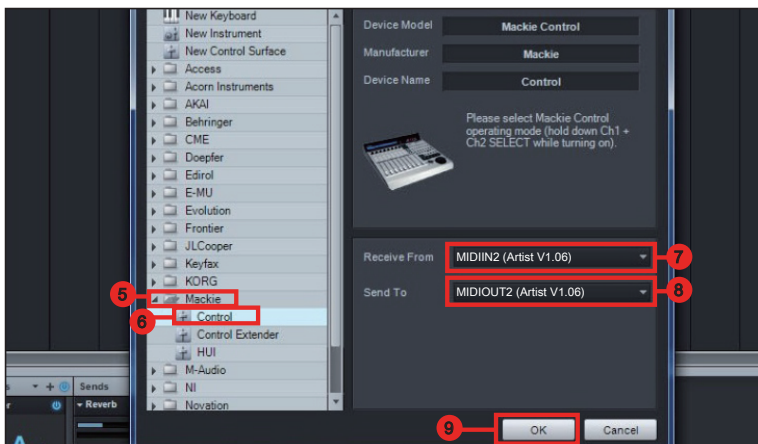 New Keyboard
New Instrument
New Control Surface
Access
Acorn Instruments
AKAI
Behringer
CME
Doepfer
Edirol
E-MU
Evolution
Frontier
JLCooper
Keyfax
KORG
5 Mackie
6 Control
Control Extender
HUI
M-Audio
NI
Novation
Device Model Mackie Control
Manufacturer Mackie
Device Name Control
Please select Mackie Control
operating mode (hold down Ch1 +
Ch2 SELECT while turning on).
Receive From MIDIIN2 (Artist V1.06) 7
Send To MIDIOUT2 (Artist V1.06) 8
9 OK Cancel
Sends
Reverb